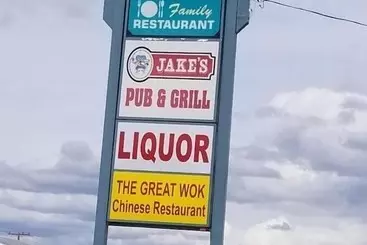 Family
RESTAURANT
JAKE'S
PUB & GRILL
LIQUOR
THE GREAT WOK
Chinese Restaurant